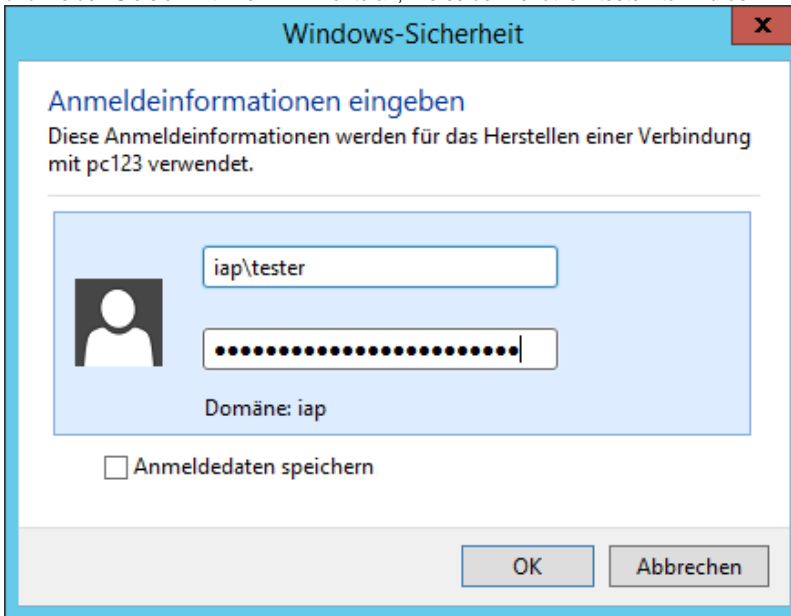 Windows-Sicherheit
x
Anmeldeinformationen eingeben
Diese Anmeldeinformationen werden für das Herstellen einer Verbindung
mit pc123 verwendet.
iap\tester
●●●●●●●●●●●●●●●●●●●●●●●●
Domäne: iap
Anmeldedaten speichern
OK Abbrechen